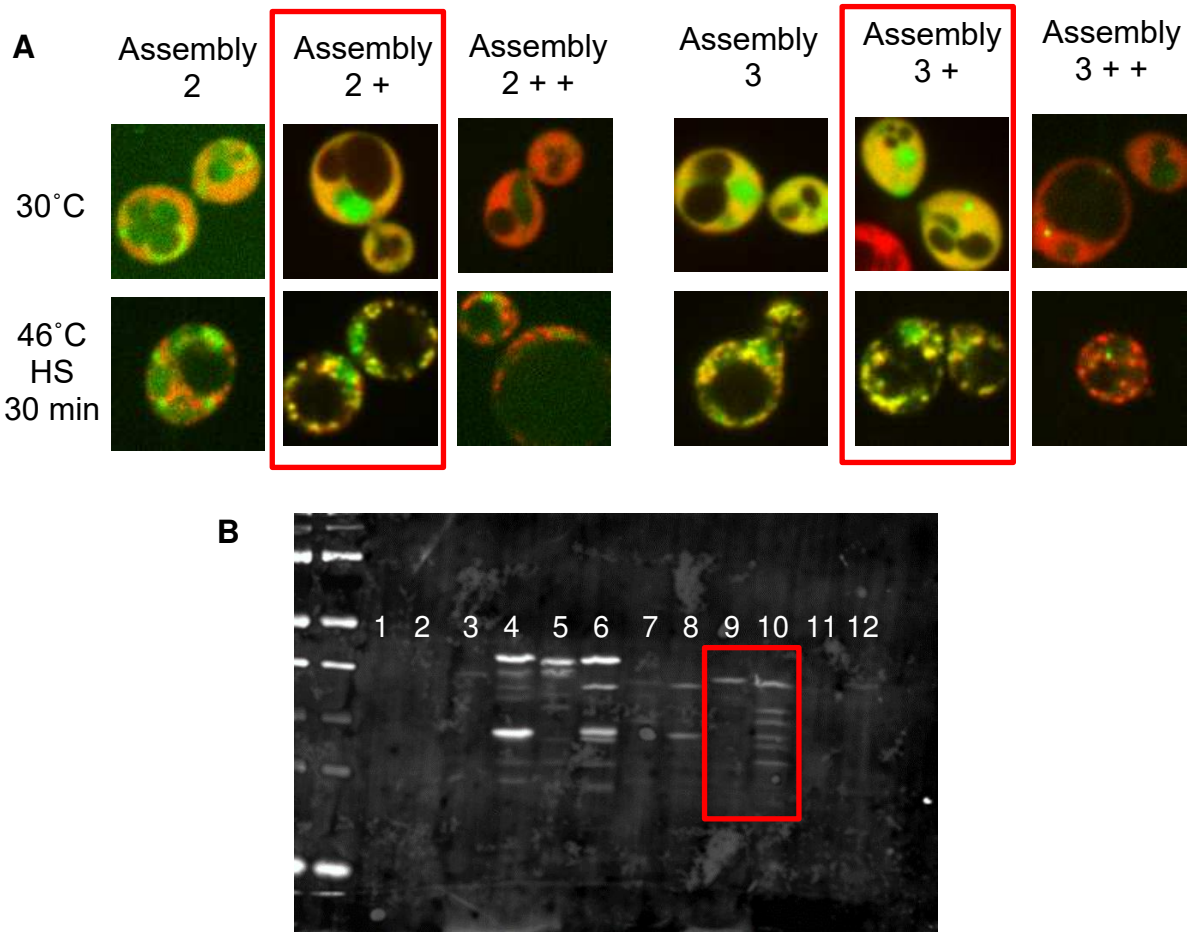 A
Assembly
2
Assembly
2 +
Assembly
2 + +
Assembly
3
Assembly
3 +
Assembly
3 + +
30˚C
46˚C
HS
30 min
B
1 2 3 4 5 6 7 8 9 10 11 12